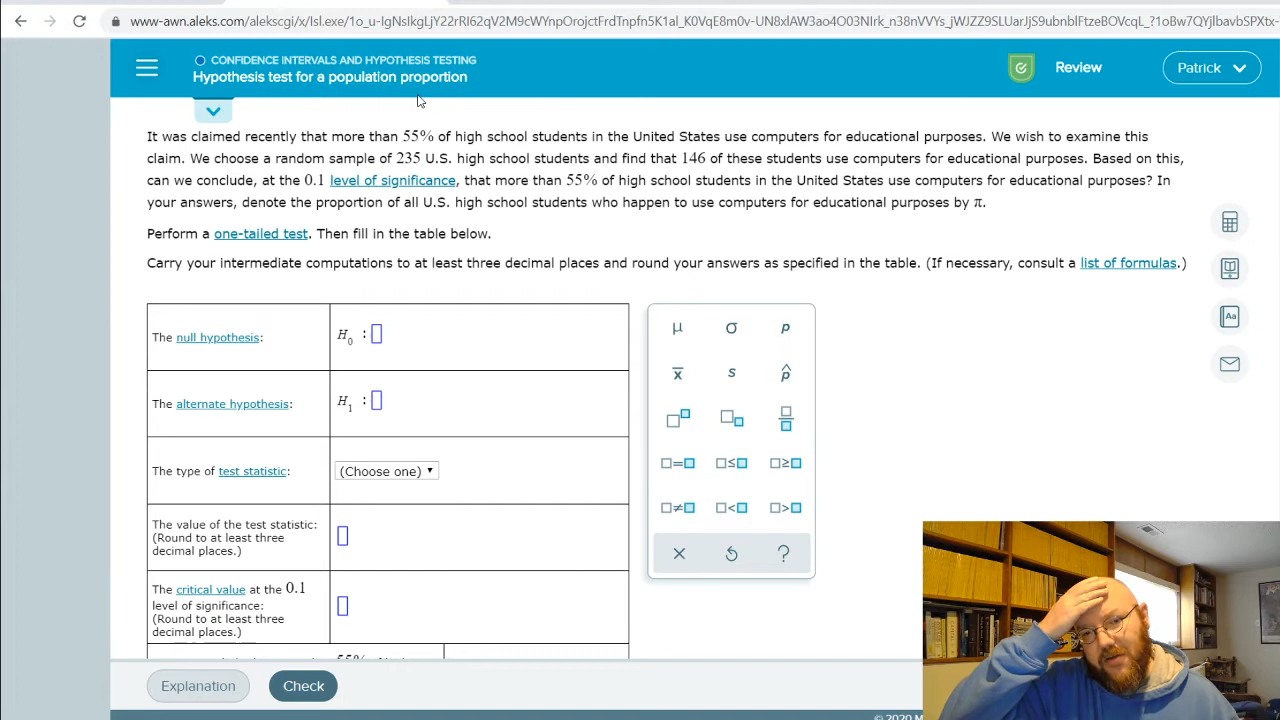 www-awn.aleks.com/alekscgi/x/Isl.exe/1o_u-IgNsIkgLjY22rRI62qV2M9cWYnpOrojctFrdTnpfn5K1al_K0VqE8m0v-UN8xlAW3ao4O03NIrk_n38nVVYs_jWJZZ9SLUarJjS9ubnblFtzeBOVcqL_?1oBw7QYjlbavbSPXtx-
CONFIDENCE INTERVALS AND HYPOTHESIS TESTING
Hypothesis test for a population proportion
Review
Patrick
It was claimed recently that more than 55% of high school students in the United States use computers for educational purposes. We wish to examine this
claim. We choose a random sample of 235 U.S. high school students and find that 146 of these students use computers for educational purposes. Based on this,
can we conclude, at the 0.1 level of significance, that more than 55% of high school students in the United States use computers for educational purposes? In
your answers, denote the proportion of all U.S. high school students who happen to use computers for educational purposes by π.
Perform a one-tailed test. Then fill in the table below.
Carry your intermediate computations to at least three decimal places and round your answers as specified in the table. (If necessary, consult a list of formulas.)
The null hypothesis:
H0 :
The alternate hypothesis:
H1 :
The type of test statistic:
(Choose one)
The value of the test statistic:
(Round to at least three
decimal places.)
The critical value at the 0.1
level of significance:
(Round to at least three
decimal places.)
μ σ p
x̄ s p̂
□=□ □≤□ □≥□
□≠□ □<□ □>□
× ?
Aa
Explanation
Check
© 2020 M